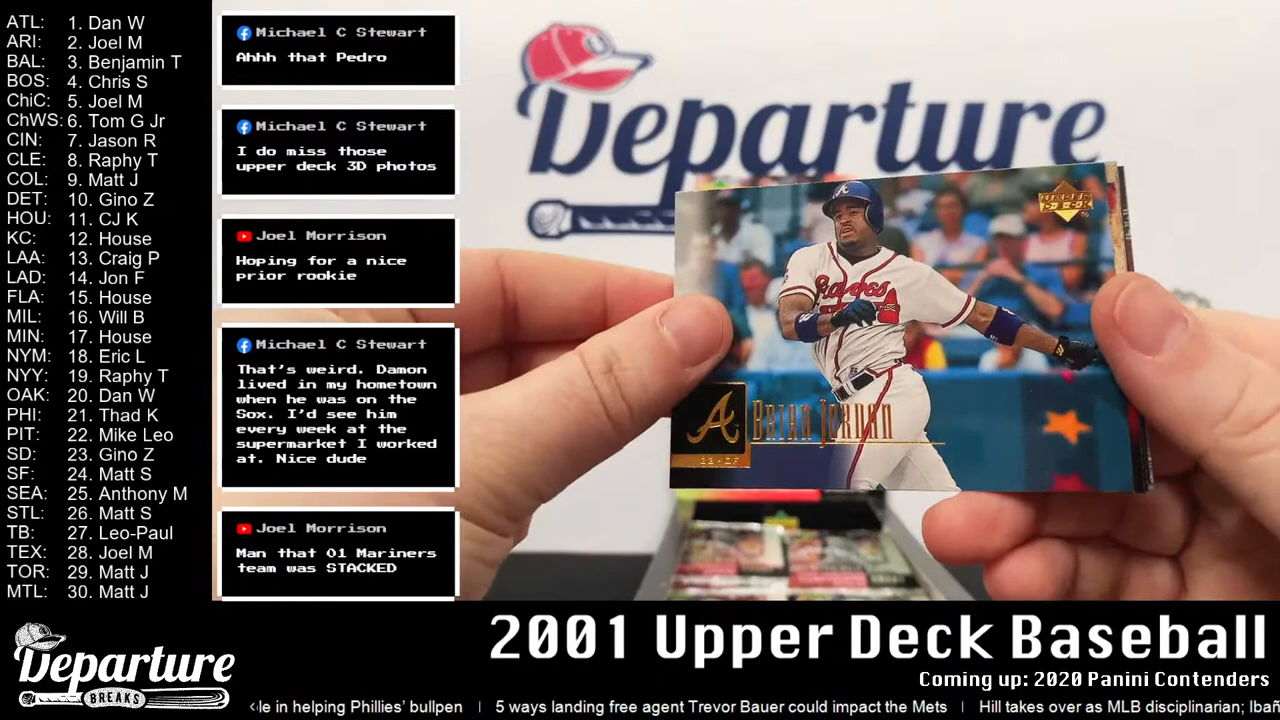 ATL: 1. Dan W
ARI: 2. Joel M
BAL: 3. Benjamin T
BOS: 4. Chris S
ChiC: 5. Joel M
ChWS: 6. Tom G Jr
CIN: 7. Jason R
CLE: 8. Raphy T
COL: 9. Matt J
DET: 10. Gino Z
HOU: 11. CJ K
KC: 12. House
LAA: 13. Craig P
LAD: 14. Jon F
FLA: 15. House
MIL: 16. Will B
MIN: 17. House
NYM: 18. Eric L
NYY: 19. Raphy T
OAK: 20. Dan W
PHI: 21. Thad K
PIT: 22. Mike Leo
SD: 23. Gino Z
SF: 24. Matt S
SEA: 25. Anthony M
STL: 26. Matt S
TB: 27. Leo-Paul
TEX: 28. Joel M
TOR: 29. Matt J
MTL: 30. Matt J
Michael C Stewart
Ahhh that Pedro
Michael C Stewart
I do miss those
upper deck 3D photos
Joel Morrison
Hoping for a nice
prior rookie
Michael C Stewart
That's weird. Damon
lived in my hometown
when he was on the
Sox. I'd see him
every week at the
supermarket I worked
at. Nice dude
Joel Morrison
Man that 01 Mariners
team was STACKED
Departure
UPPER
DECK
Braves
A
BRIAN JORDAN
Departure
BREAKS
2001 Upper Deck Baseball
Coming up: 2020 Panini Contenders
le in helping Phillies' bullpen | 5 ways landing free agent Trevor Bauer could impact the Mets | Hill takes over as MLB disciplinarian; Ibañ